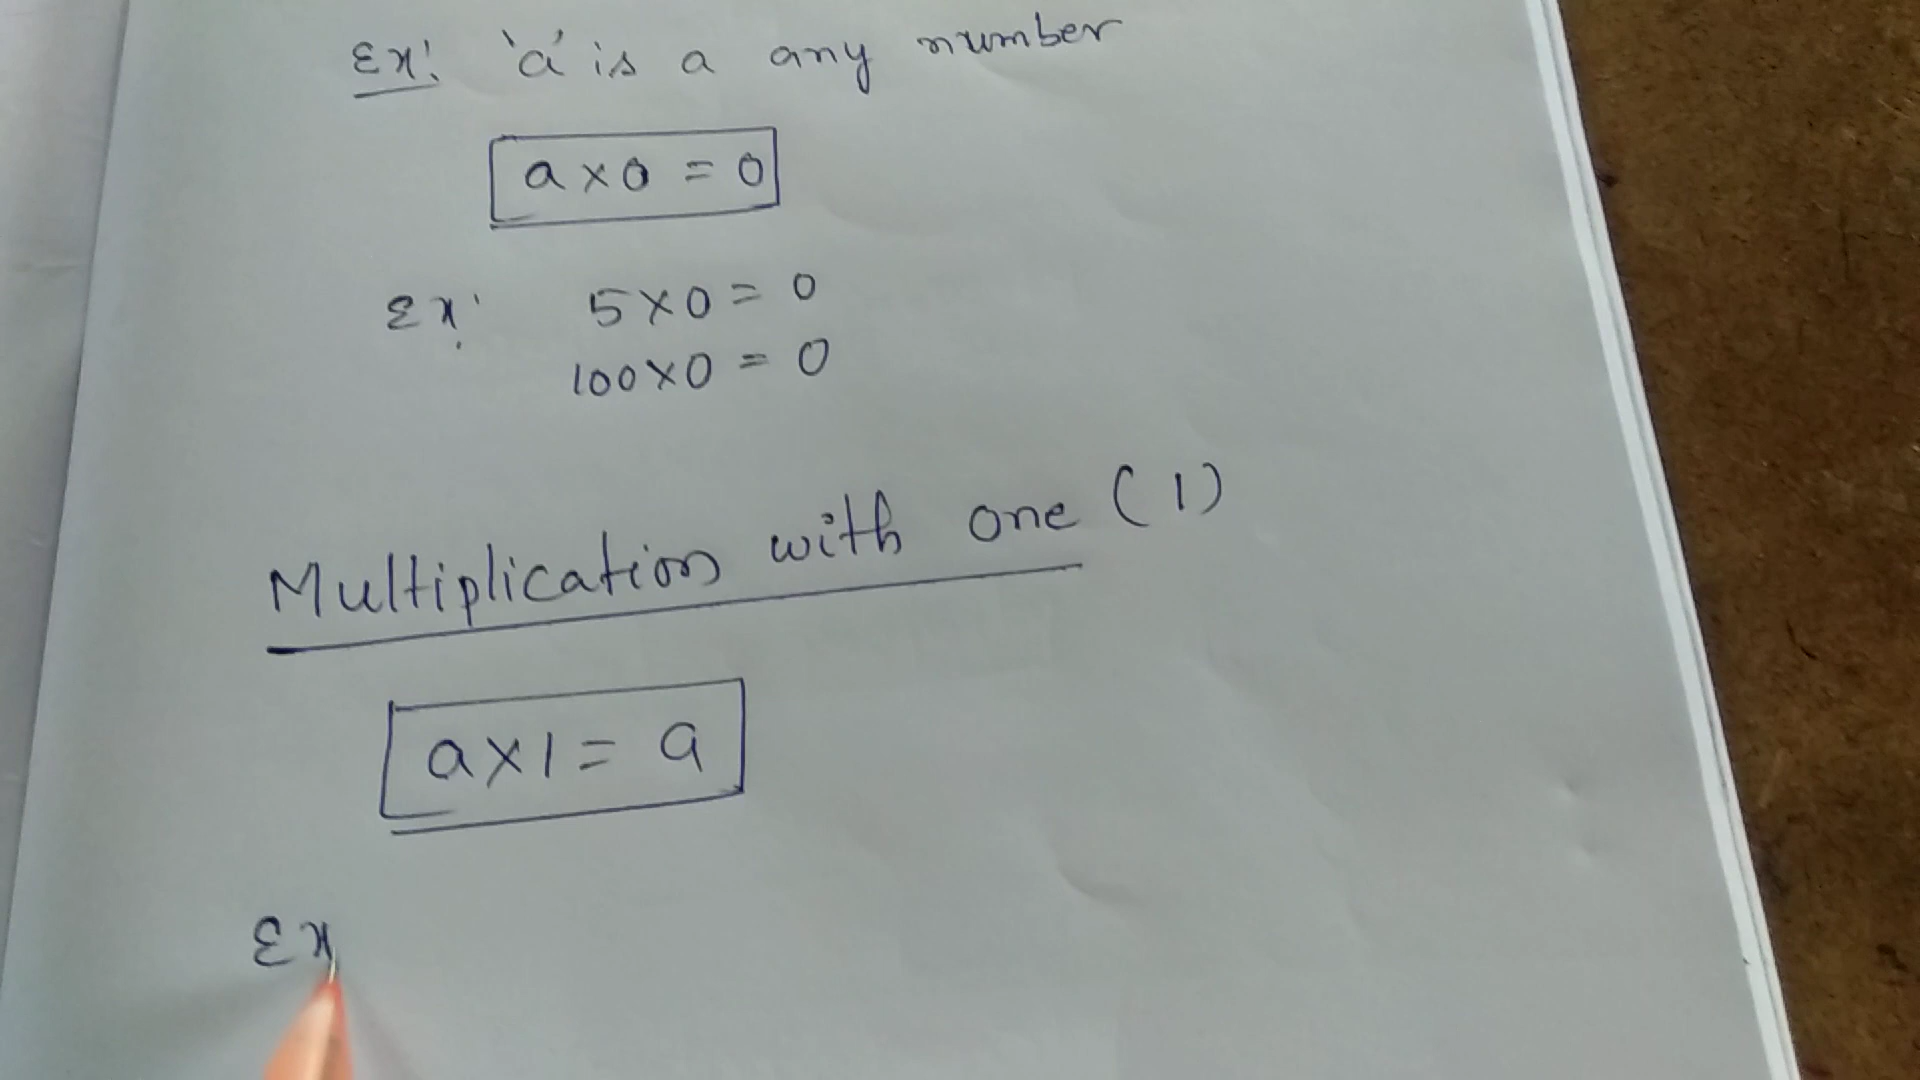 Ex: 'a' is a any number
a x 0 = 0
Ex: 5 x 0 = 0
100 x 0 = 0
Multiplication with one (1)
a x 1 = a
Ex